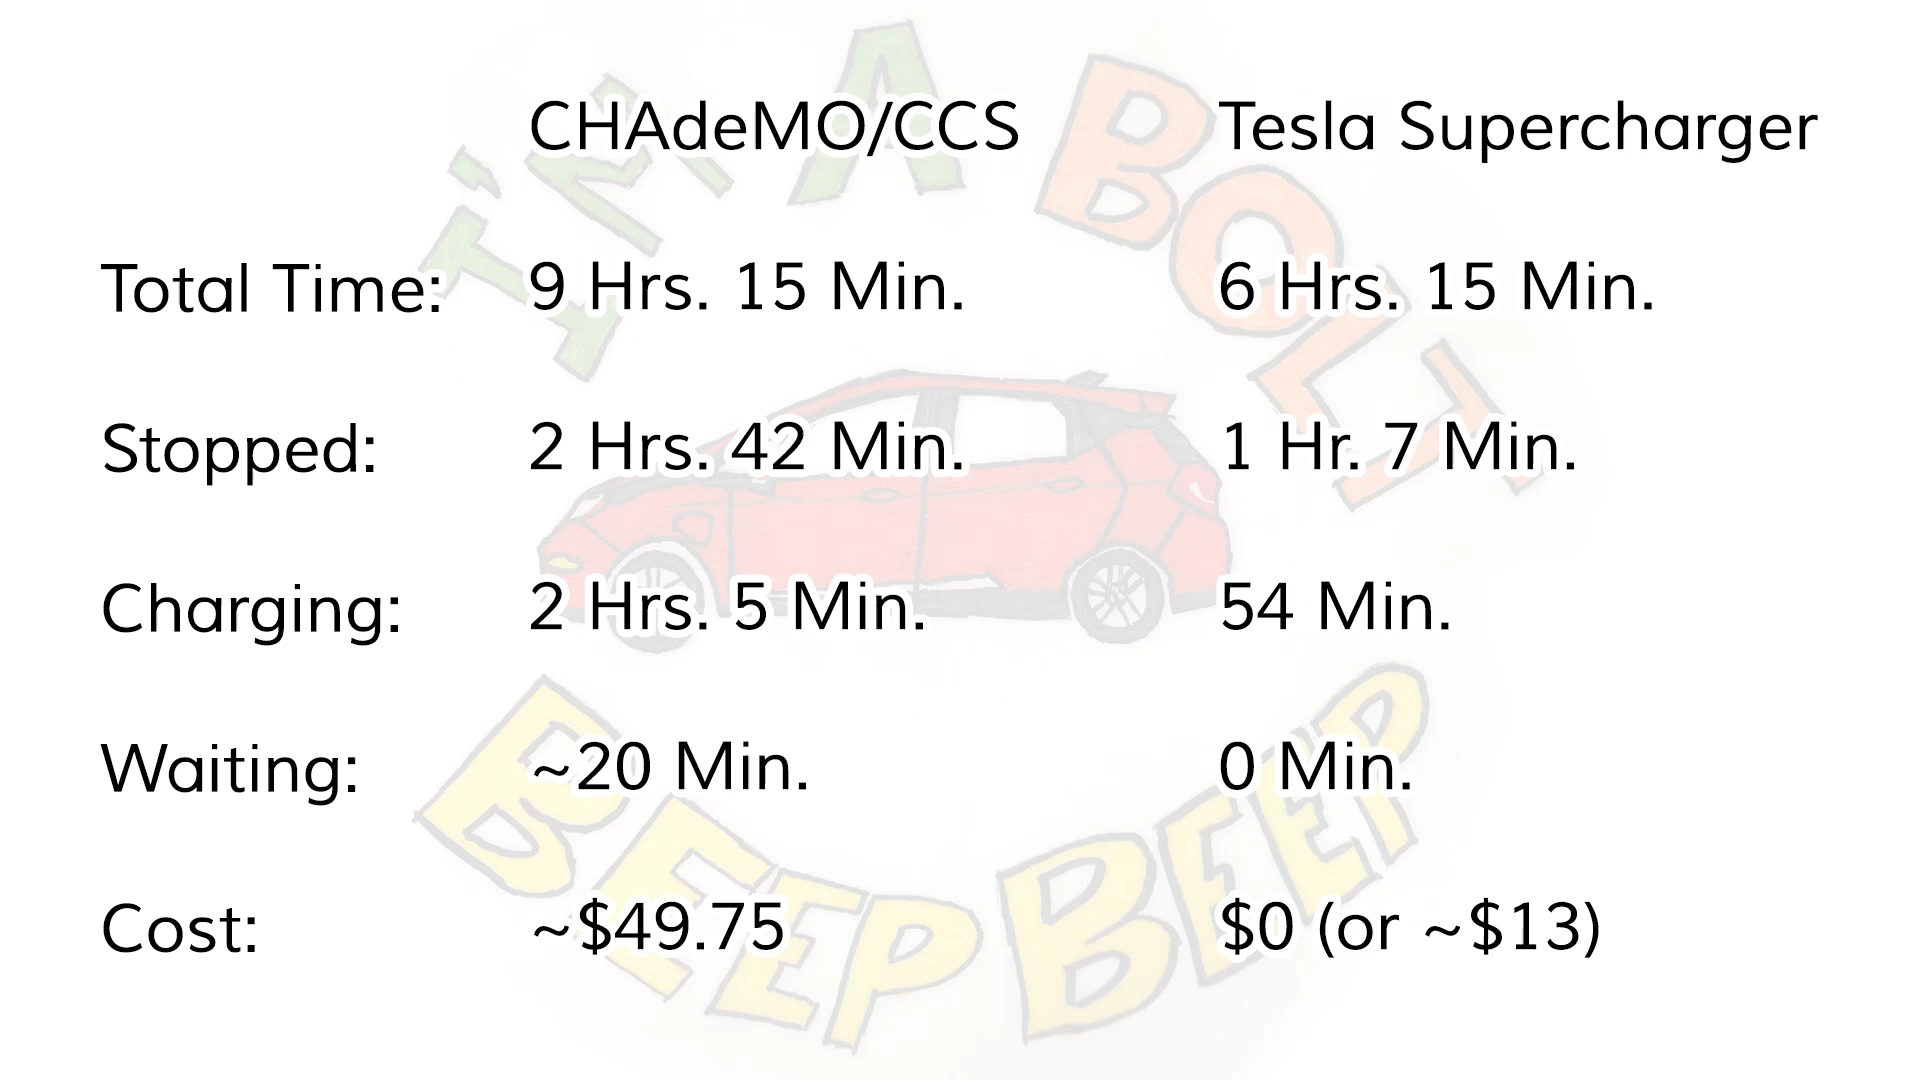 I'M A BOLT
CHAdeMO/CCS Tesla Supercharger
Total Time: 9 Hrs. 15 Min. 6 Hrs. 15 Min.
Stopped: 2 Hrs. 42 Min. 1 Hr. 7 Min.
Charging: 2 Hrs. 5 Min. 54 Min.
Waiting: ~20 Min. 0 Min.
Cost: ~$49.75 $0 (or ~$13)
BEEP BEEP